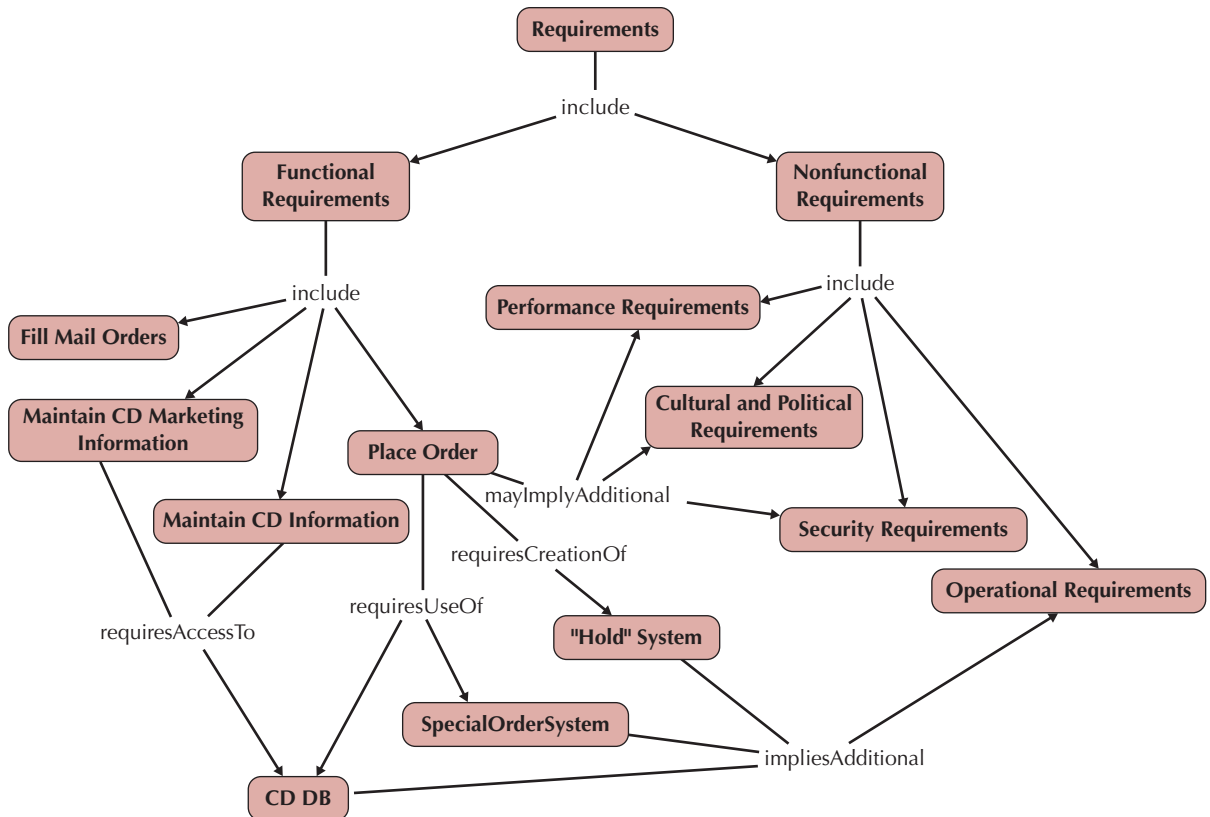 Requirements
include
Functional
Requirements
Nonfunctional
Requirements
include
include
Performance Requirements
Fill Mail Orders
Maintain CD Marketing
Information
Cultural and Political
Requirements
Place Order
mayImplyAdditional
Maintain CD Information
Security Requirements
requiresCreationOf
Operational Requirements
requiresUseOf
requiresAccessTo
"Hold" System
SpecialOrderSystem
impliesAdditional
CD DB